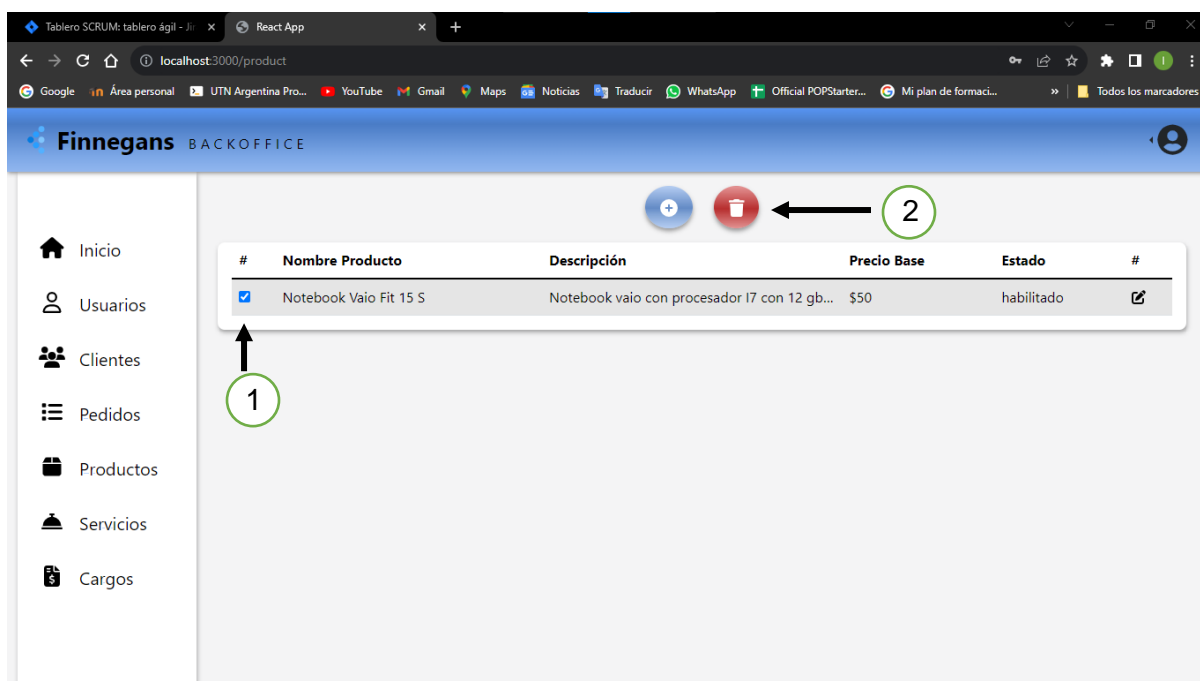 Tablero SCRUM: tablero ágil - Jir
React App
localhost:3000/product
Google Área personal UTN Argentina Pro... YouTube Gmail Maps Noticias Traducir WhatsApp Official POPStarter... Mi plan de formaci... » Todos los marcadores
I
Finnegans BACKOFFICE
2
Inicio
Usuarios
Clientes
Pedidos
Productos
Servicios
Cargos
# Nombre Producto Descripción Precio Base Estado #
Notebook Vaio Fit 15 S Notebook vaio con procesador I7 con 12 gb... $50 habilitado
1